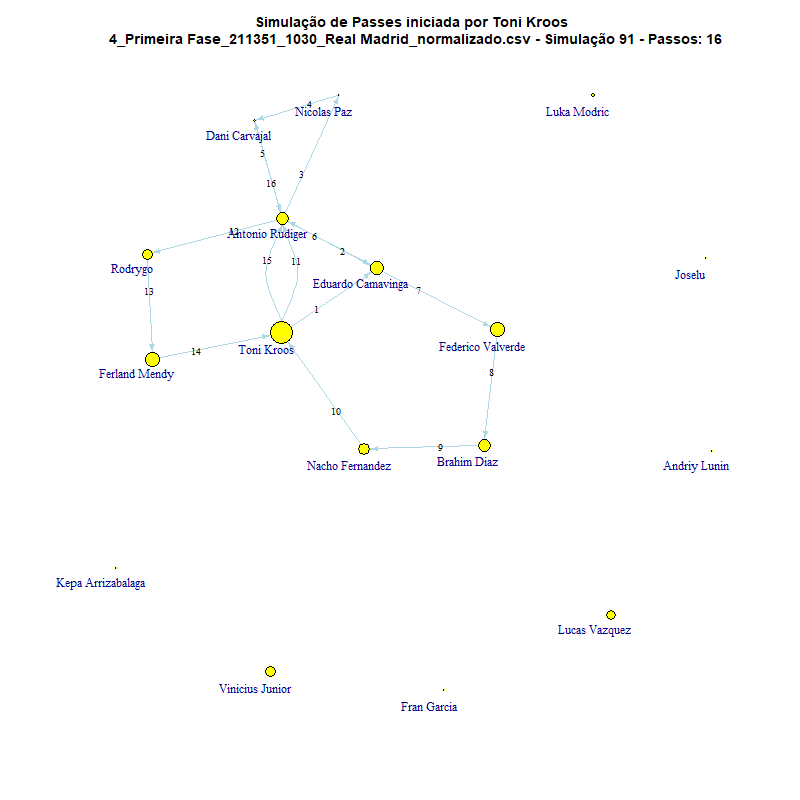 Simulação de Passes iniciada por Toni Kroos
4_Primeira Fase_211351_1030_Real Madrid_normalizado.csv - Simulação 91 - Passos: 16
4
Nicolas Paz
Luka Modric
Dani Carvajal
5
3
16
12
Antonio Rudiger
6
2
15
11
Rodrygo
Joselu
Eduardo Camavinga
13
7
1
Federico Valverde
Toni Kroos
14
Ferland Mendy
8
10
9
Nacho Fernandez
Brahim Diaz
Andriy Lunin
Kepa Arrizabalaga
Lucas Vazquez
Vinicius Junior
Fran Garcia